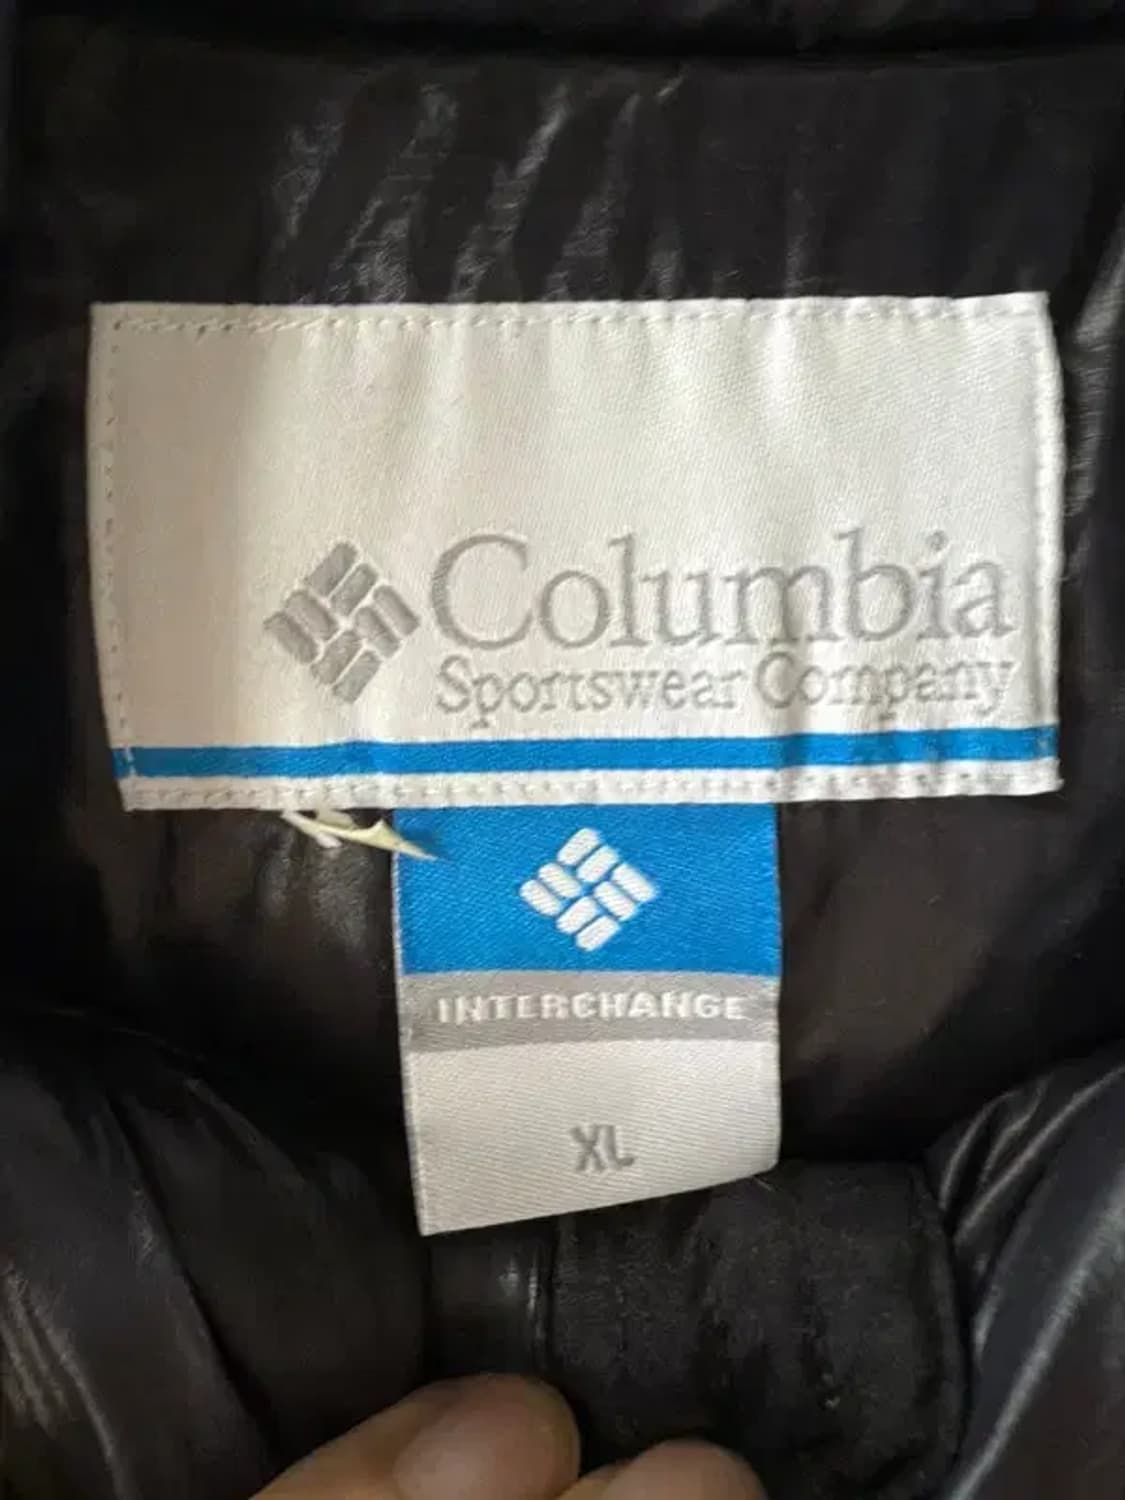 Columbia
Sportswear Company
INTERCHANGE
XL